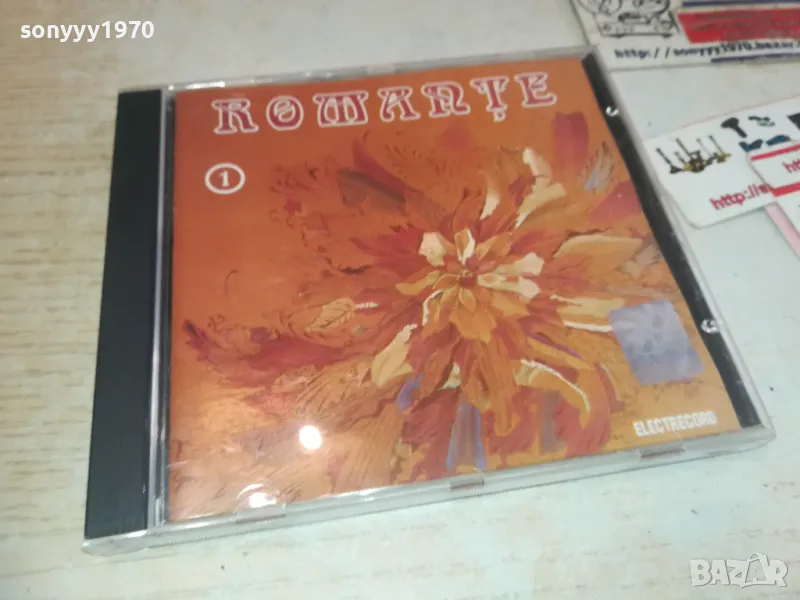 sonyyy1970
http://sonyyy1970.bazar.
ROMANȚE
1
http://s
ELECTRECORD
BAZAR